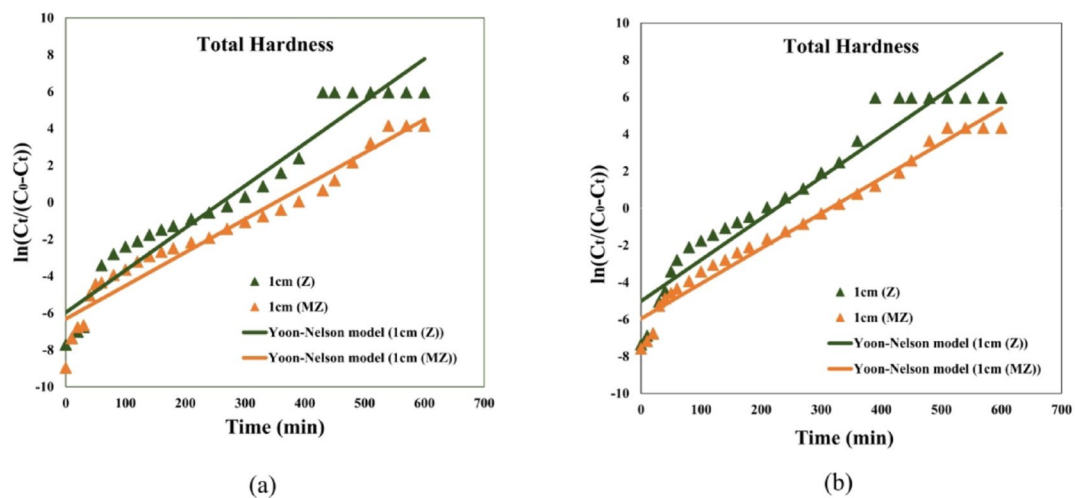 Total Hardness
ln(Ct/(C0-Ct))
10
8
6
4
2
0
-2
-4
-6
-8
-10
1cm (Z)
1cm (MZ)
Yoon-Nelson model (1cm (Z))
Yoon-Nelson model (1cm (MZ))
0 100 200 300 400 500 600 700
Time (min)
(a)
Total Hardness
ln(Ct/(C0-Ct))
10
8
6
4
2
0
-2
-4
-6
-8
-10
1cm (Z)
1cm (MZ)
Yoon-Nelson model (1cm (Z))
Yoon-Nelson model (1cm (MZ))
0 100 200 300 400 500 600 700
Time (min)
(b)